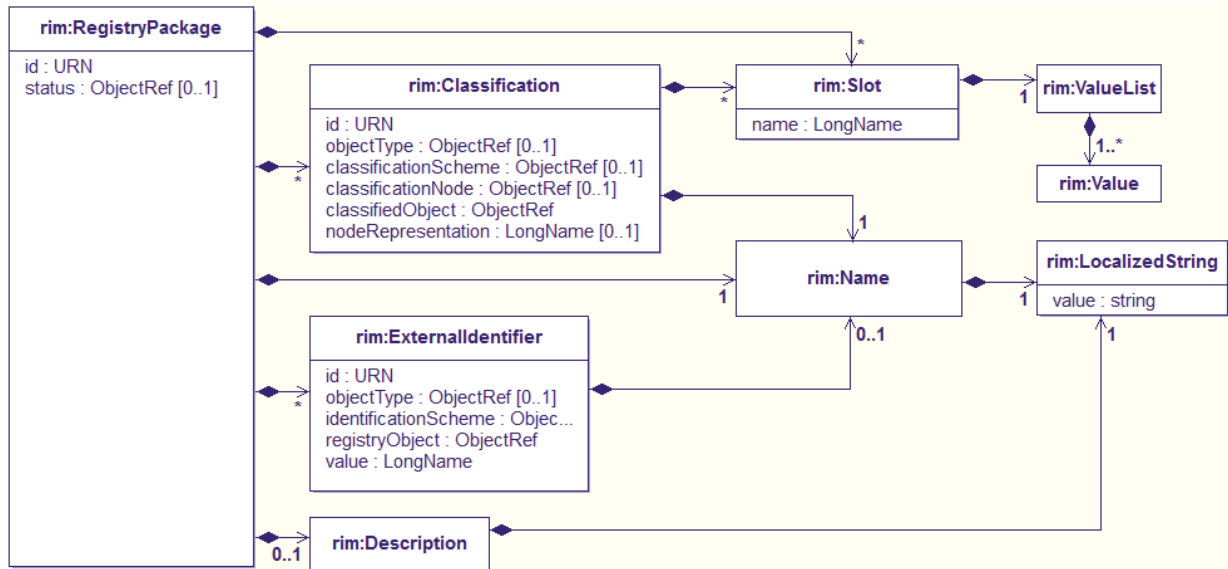 rim:RegistryPackage
id : URN
status : ObjectRef [0..1]
*
rim:Classification
id : URN
objectType : ObjectRef [0..1]
classificationScheme : ObjectRef [0..1]
classificationNode : ObjectRef [0..1]
classifiedObject : ObjectRef
nodeRepresentation : LongName [0..1]
*
*
rim:Slot
name : LongName
1
rim:ValueList
1..*
rim:Value
1
1
rim:Name
1
rim:LocalizedString
value : string
rim:ExternalIdentifier
id : URN
objectType : ObjectRef [0..1]
identificationScheme : Objec...
registryObject : ObjectRef
value : LongName
*
0..1
1
0..1
rim:Description